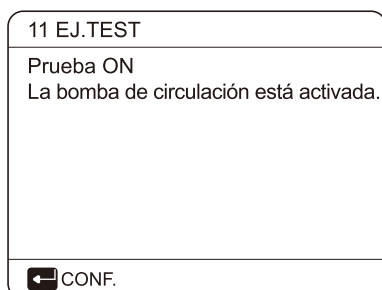 11 EJ.TEST
Prueba ON
La bomba de circulación está activada.
CONF.